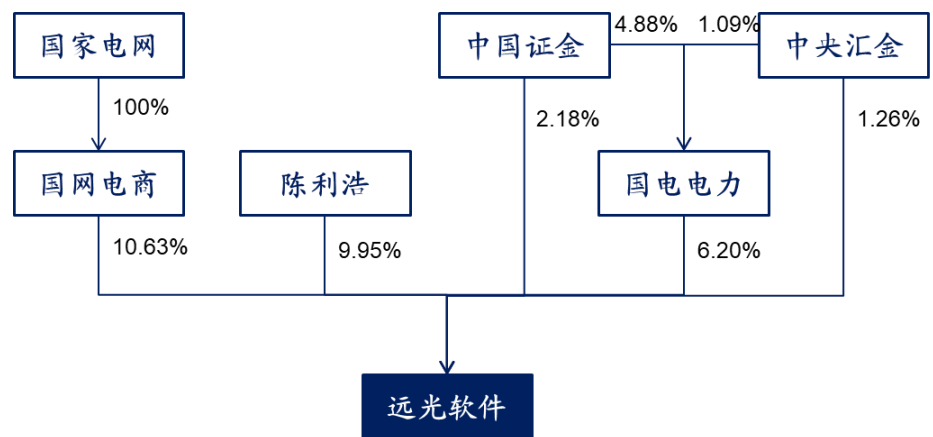 国家电网
中国证金
4.88%
1.09%
中央汇金
100%
2.18%
1.26%
国网电商
陈利浩
国电电力
10.63%
9.95%
6.20%
远光软件